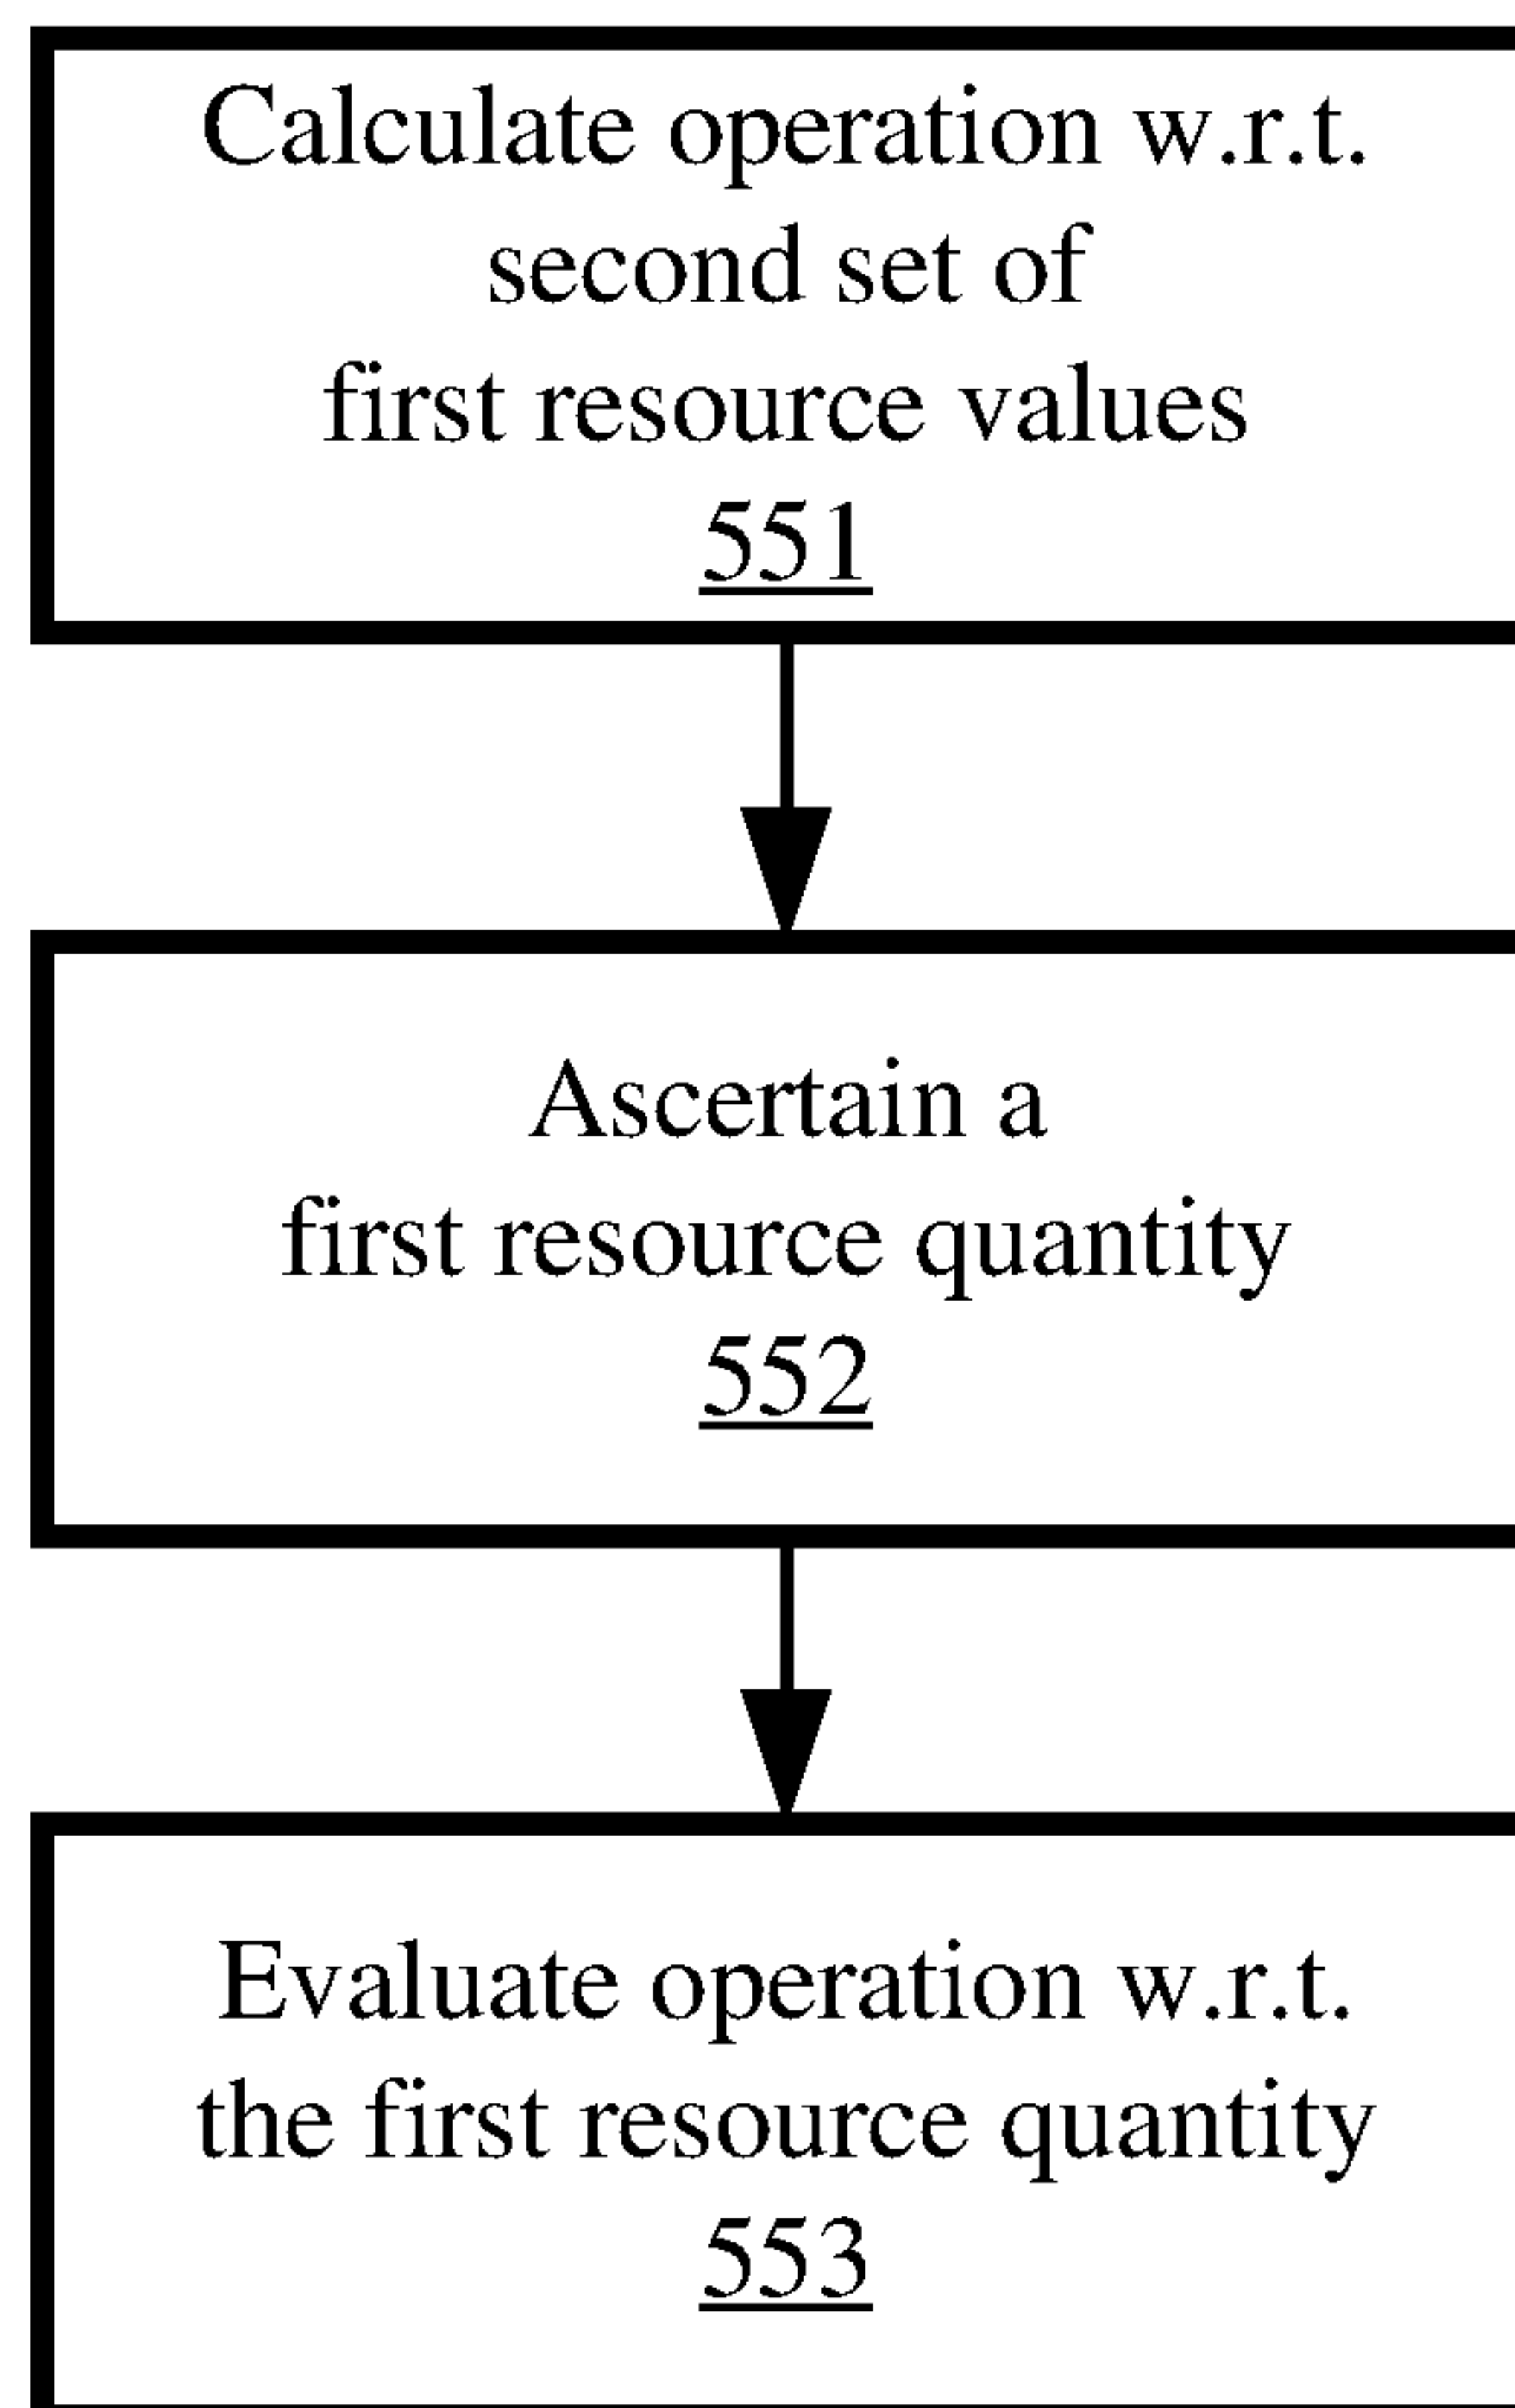 Calculate operation w.r.t.
second set of
first resource values
551
Ascertain a
first resource quantity
552
Evaluate operation w.r.t.
the first resource quantity
553